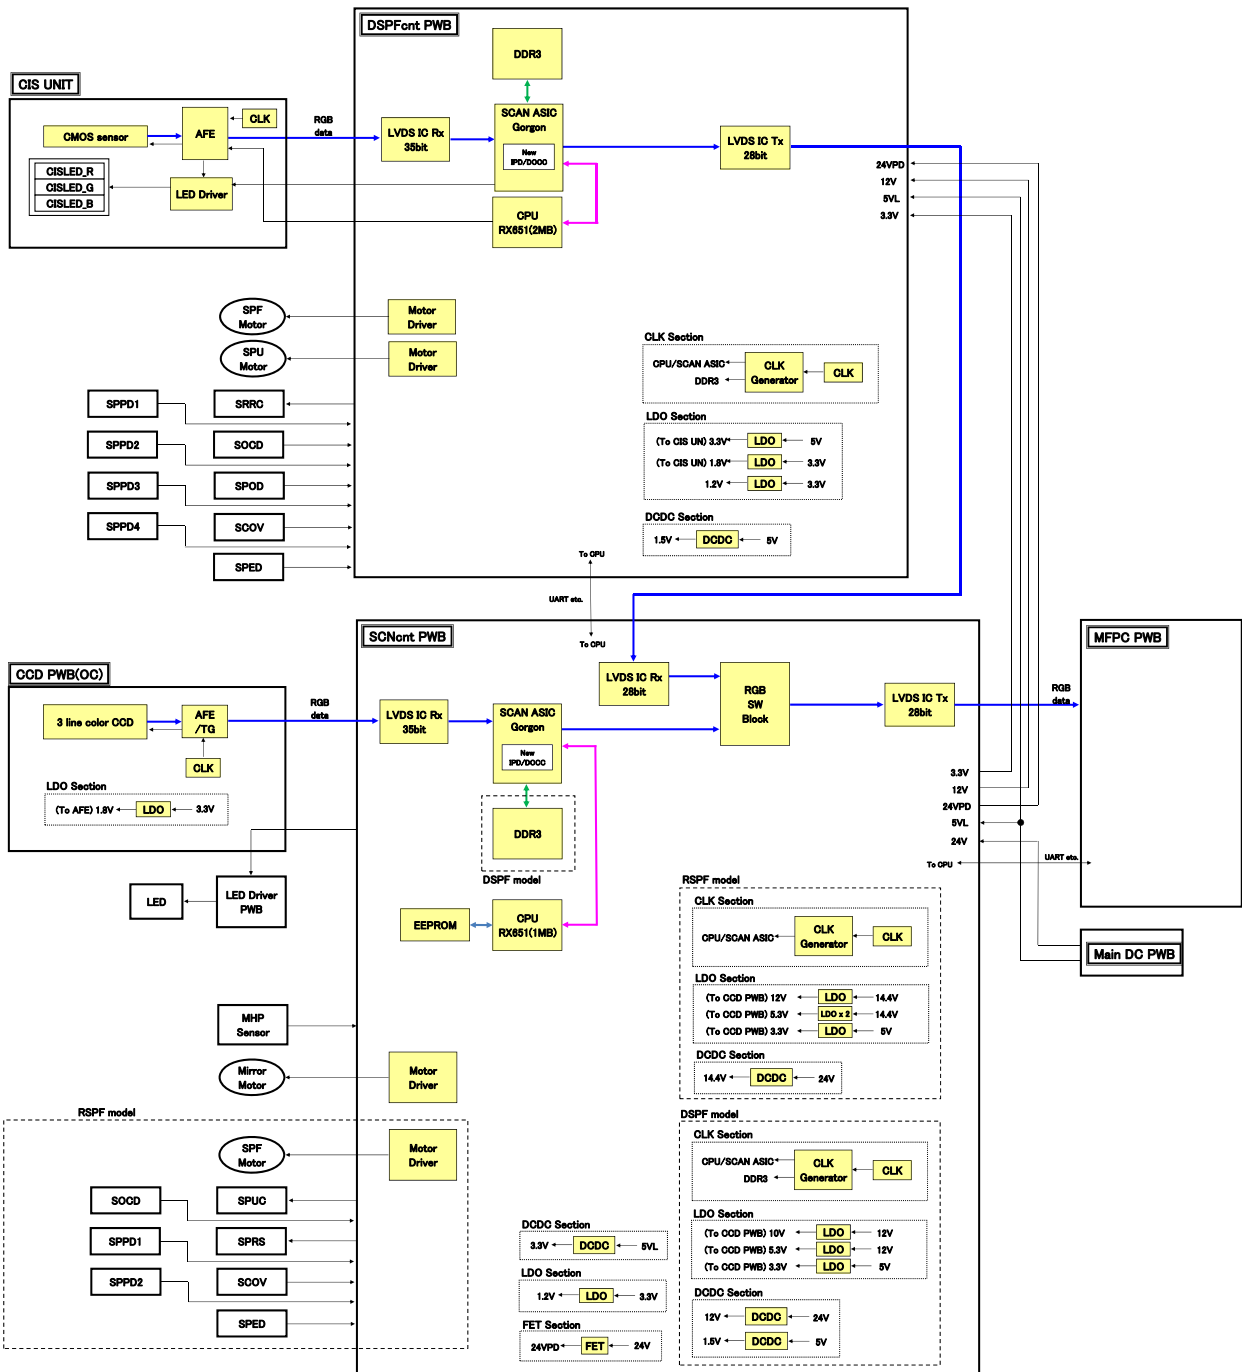 DSPFcnt PWB
DDR3
CIS UNIT
CMOS sensor
AFE
CLK
RGB
data
LVDS IC Rx
35bit
SCAN ASIC
Gorgon
New
IPD/DOCC
LVDS IC Tx
28bit
CISLED_R
CISLED_G
CISLED_B
LED Driver
CPU
RX651(2MB)
24VPD
12V
5VL
3.3V
SPF
Motor
Motor
Driver
SPU
Motor
Motor
Driver
CLK Section
CPU/SCAN ASIC
DDR3
CLK
Generator
CLK
SPPD1
SRRC
SPPD2
SOCD
SPPD3
SPOD
SPPD4
SCOV
SPED
LDO Section
(To CIS UN) 3.3V
LDO
5V
(To CIS UN) 1.8V
LDO
3.3V
1.2V
LDO
3.3V
DCDC Section
1.5V
DCDC
5V
To CPU
UART etc.
To CPU
SCNcnt PWB
MFPC PWB
CCD PWB(OC)
3 line color CCD
AFE
/TG
CLK
RGB
data
LVDS IC Rx
35bit
SCAN ASIC
Gorgon
New
IPD/DOCC
LVDS IC Rx
28bit
RGB
SW
Block
LVDS IC Tx
28bit
RGB
data
LDO Section
(To AFE) 1.8V
LDO
3.3V
DDR3
DSPF model
3.3V
12V
24VPD
5VL
24V
To CPU
UART etc.
LED
LED Driver
PWB
EEPROM
CPU
RX651(1MB)
Main DC PWB
RSPF model
CLK Section
CPU/SCAN ASIC
CLK
Generator
CLK
LDO Section
(To CCD PWB) 12V
LDO
14.4V
(To CCD PWB) 5.3V
LDO x 2
14.4V
(To CCD PWB) 3.3V
LDO
5V
DCDC Section
14.4V
DCDC
24V
MHP
Sensor
Mirror
Motor
Motor
Driver
RSPF model
SPF
Motor
Motor
Driver
SOCD
SPUC
SPPD1
SPRS
SPPD2
SCOV
SPED
DSPF model
CLK Section
CPU/SCAN ASIC
DDR3
CLK
Generator
CLK
LDO Section
(To CCD PWB) 10V
LDO
12V
(To CCD PWB) 5.3V
LDO
12V
(To CCD PWB) 3.3V
LDO
5V
DCDC Section
12V
DCDC
24V
1.5V
DCDC
5V
DCDC Section
3.3V
DCDC
5VL
LDO Section
1.2V
LDO
3.3V
FET Section
24VPD
FET
24V